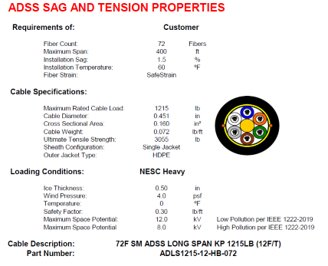 ADSS SAG AND TENSION PROPERTIES
Requirements of: Customer
Fiber Count: 72 Fibers
Maximum Span: 400 ft
Installation Sag: 1.5 %
Installation Temperature: 60 ºF
Fiber Strain: SafeStrain
Cable Specifications:
Maximum Rated Cable Load: 1215 lb
Cable Diameter: 0.451 in
Cross Sectional Area: 0.160 in²
Cable Weight: 0.072 lb/ft
Ultimate Tensile Strength: 3055 lb
Sheath Configuration: Single Jacket
Outer Jacket Type: HDPE
Loading Conditions: NESC Heavy
Ice Thickness: 0.50 in
Wind Pressure: 4.0 psf
Temperature: 0 ºF
Safety Factor: 0.30 lb/ft
Maximum Space Potential: 12.0 kV Low Pollution per IEEE 1222-2019
Maximum Space Potential: 8.0 kV High Pollution per IEEE 1222-2019
Cable Description: 72F SM ADSS LONG SPAN KP 1215LB (12F/T)
Part Number: ADLS1215-12-HB-072